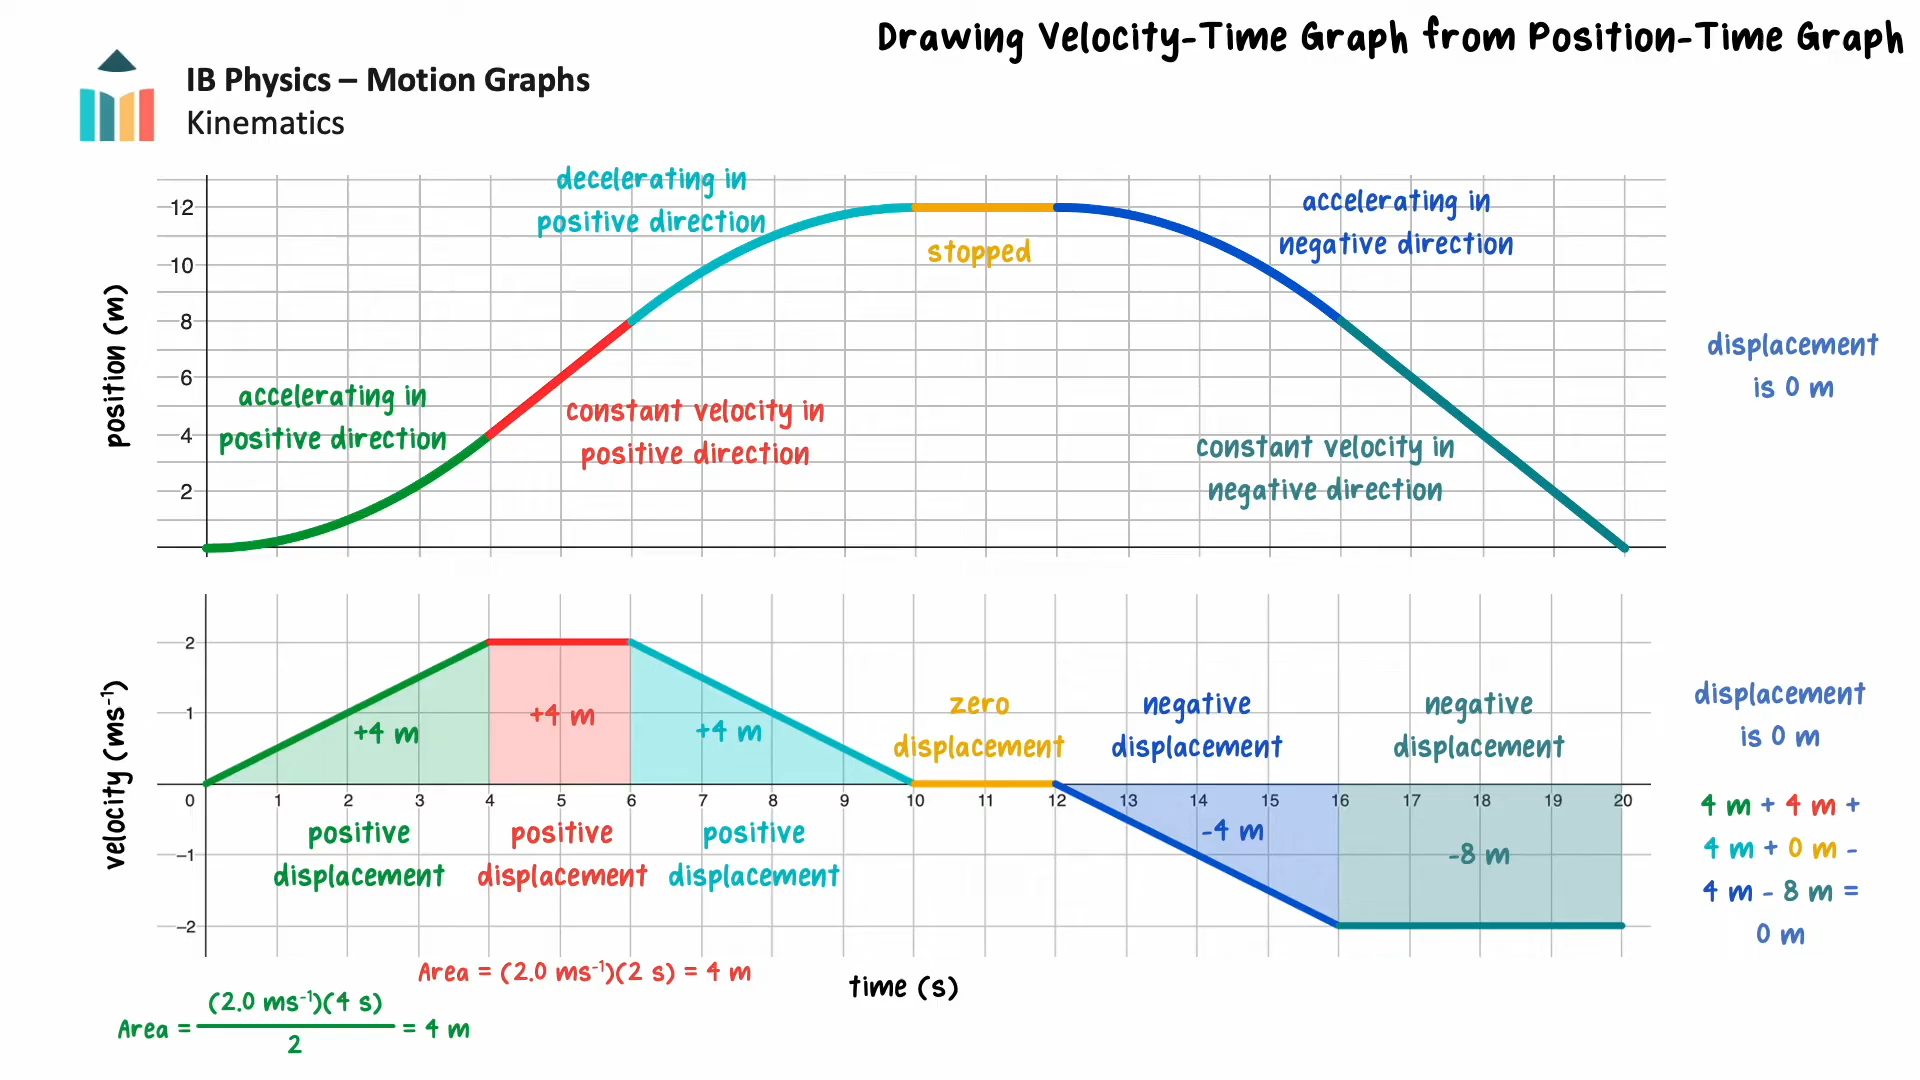 Drawing Velocity-Time Graph from Position-Time Graph
IB Physics – Motion Graphs
Kinematics
decelerating in
positive direction
accelerating in
negative direction
stopped
12
10
8
6
4
2
position (m)
accelerating in
positive direction
constant velocity in
positive direction
constant velocity in
negative direction
displacement
is 0 m
2
1
−1
−2
velocity (ms⁻¹)
+4 m
+4 m
+4 m
zero
displacement
negative
displacement
negative
displacement
0 1 2 3 4 5 6 7 8 9 10 11 12 13 14 15 16 17 18 19 20
positive
displacement
positive
displacement
positive
displacement
-4 m
-8 m
displacement
is 0 m
4 m + 4 m +
4 m + 0 m -
4 m - 8 m =
0 m
Area = (2.0 ms⁻¹)(2 s) = 4 m
time (s)
(2.0 ms⁻¹)(4 s)
Area = = 4 m
2